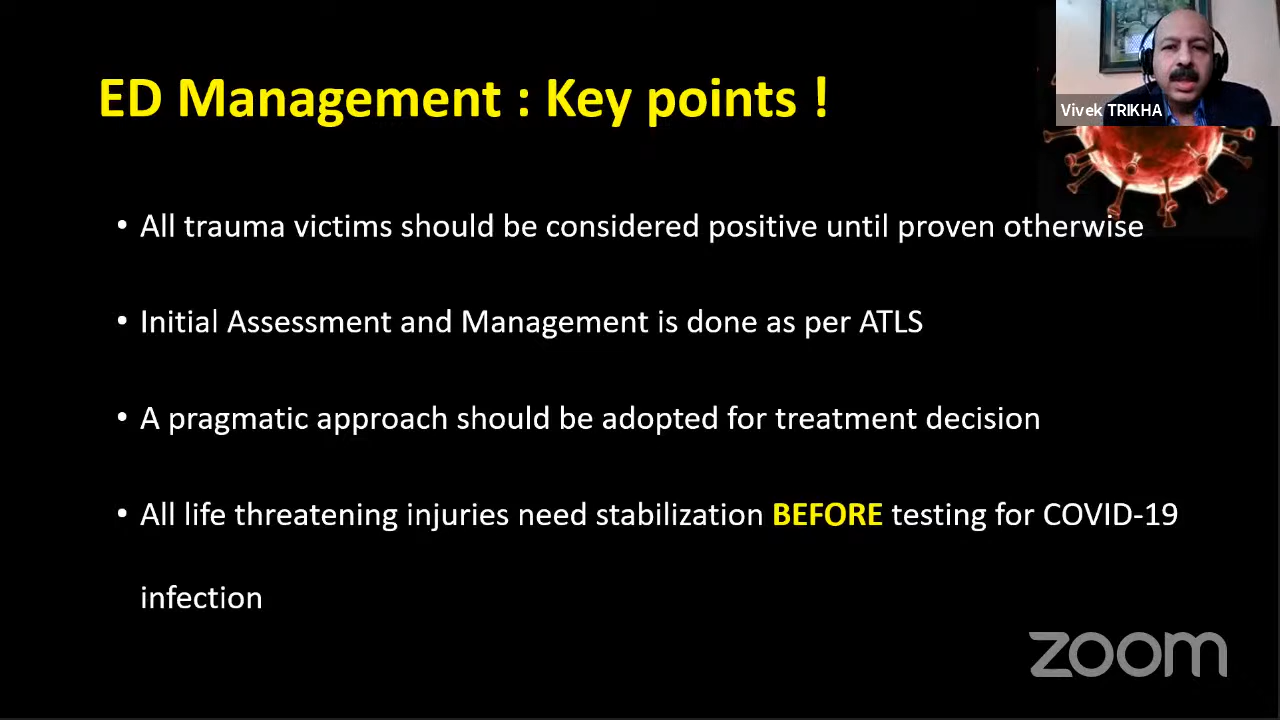 ED Management : Key points !
Vivek TRIKHA
• All trauma victims should be considered positive until proven otherwise
• Initial Assessment and Management is done as per ATLS
• A pragmatic approach should be adopted for treatment decision
• All life threatening injuries need stabilization BEFORE testing for COVID-19
infection
zoom